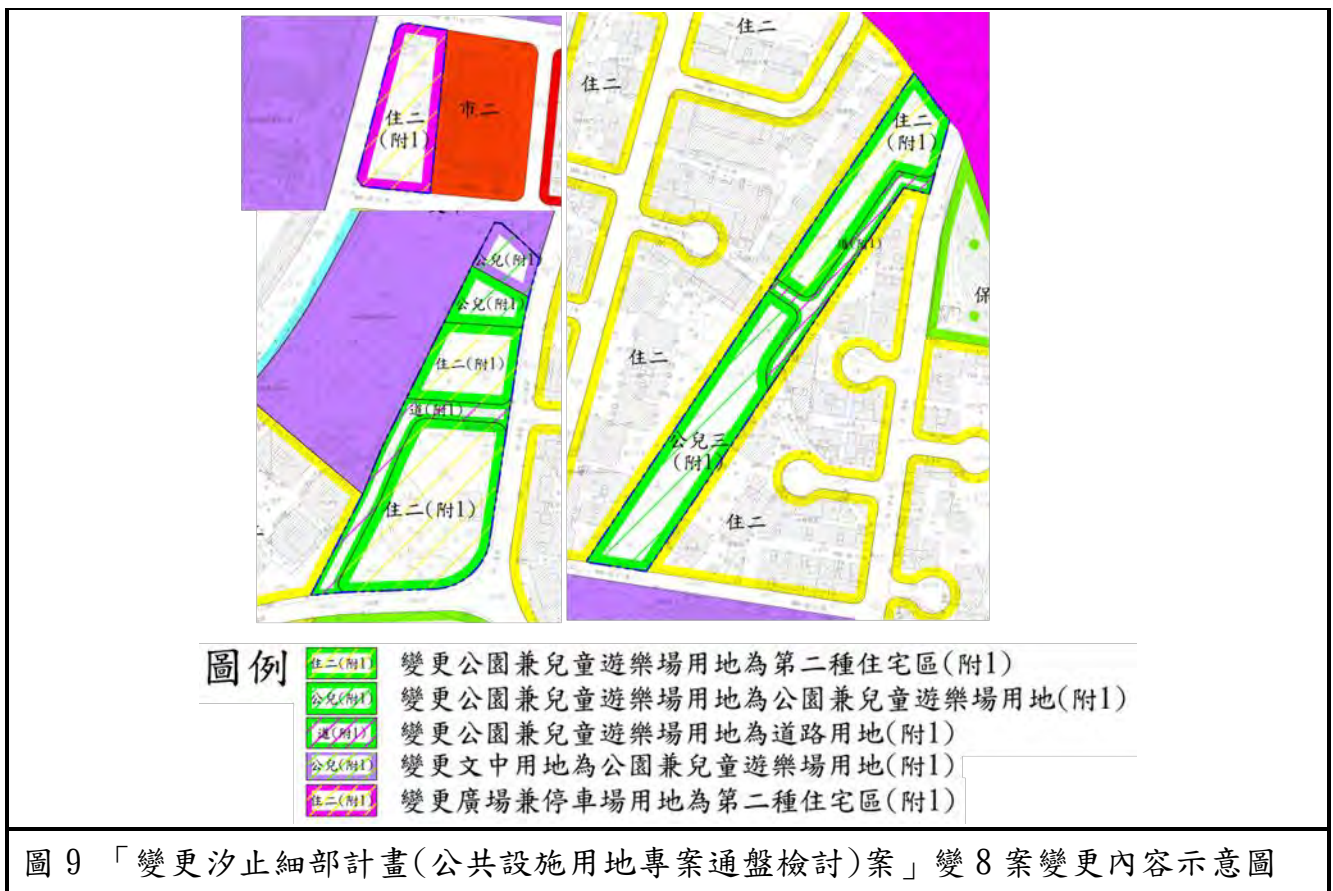 住二
(附1)
市二
公兒(附1)
公兒(附1)
住二(附1)
道(附1)
住二(附1)
住二
住二
住二
(附1)
道(附1)
保
住二
公兒三
(附1)
住二
圖例
住二(附1) 變更公園兼兒童遊樂場用地為第二種住宅區(附1)
公兒(附1) 變更公園兼兒童遊樂場用地為公園兼兒童遊樂場用地(附1)
道(附1) 變更公園兼兒童遊樂場用地為道路用地(附1)
公兒(附1) 變更文中用地為公園兼兒童遊樂場用地(附1)
住二(附1) 變更廣場兼停車場用地為第二種住宅區(附1)
圖 9 「變更汐止細部計畫(公共設施用地專案通盤檢討)案」變 8 案變更內容示意圖